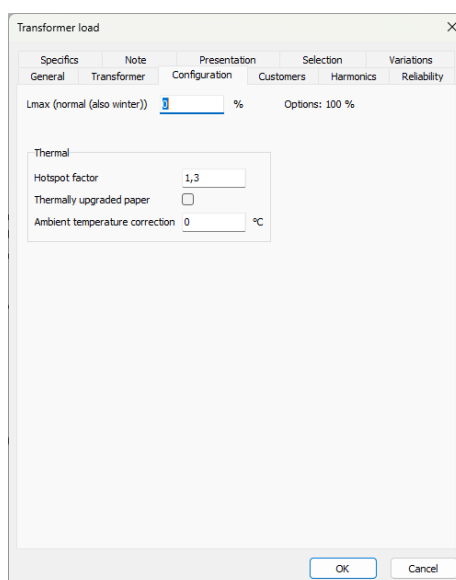 Transformer load
Specifics Note Presentation Selection Variations
General Transformer Configuration Customers Harmonics Reliability
Lmax (normal (also winter)) 0 % Options: 100 %
Thermal
Hotspot factor 1,3
Thermally upgraded paper
Ambient temperature correction 0 °C
OK Cancel